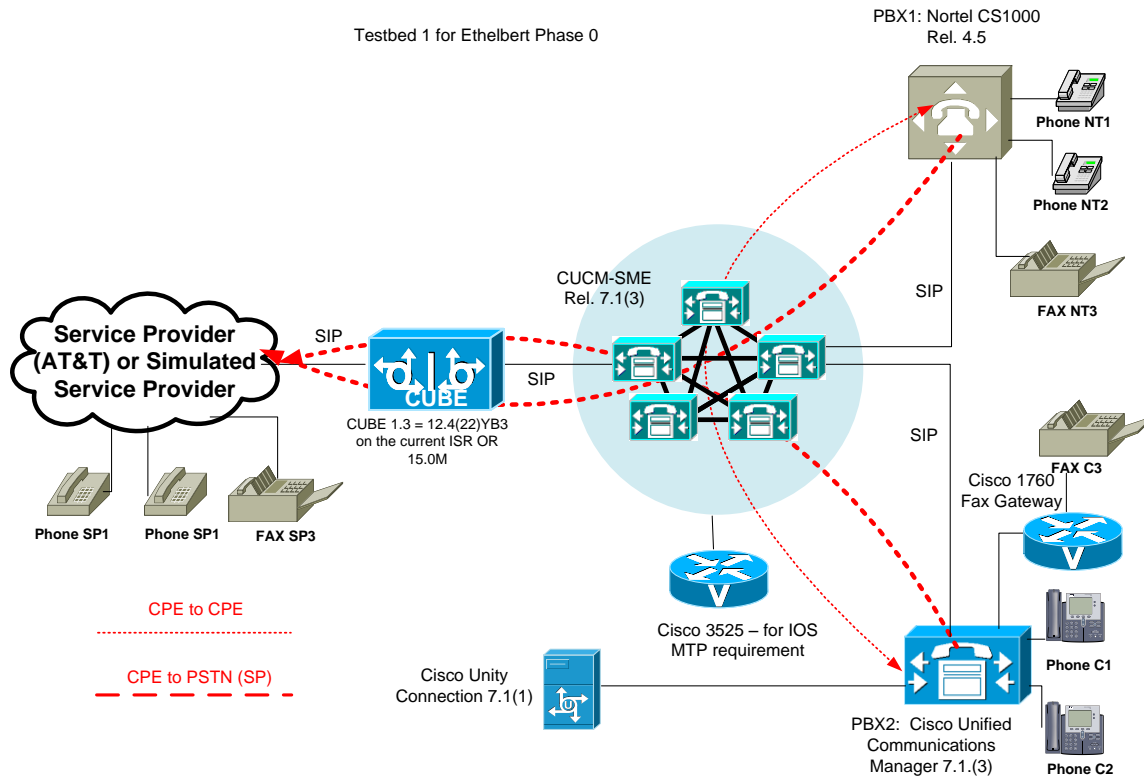 Testbed 1 for Ethelbert Phase 0
PBX1: Nortel CS1000
Rel. 4.5
Phone NT1
Phone NT2
FAX NT3
SIP
CUCM-SME
Rel. 7.1(3)
Service Provider
(AT&T) or Simulated
Service Provider
SIP
CUBE
SIP
CUBE 1.3 = 12.4(22)YB3
on the current ISR OR
15.0M
Phone SP1
Phone SP1
FAX SP3
SIP
FAX C3
Cisco 1760
Fax Gateway
V
V
Cisco 3525 – for IOS
MTP requirement
CPE to CPE
CPE to PSTN (SP)
Cisco Unity
Connection 7.1(1)
U
Phone C1
PBX2: Cisco Unified
Communications
Manager 7.1.(3)
Phone C2